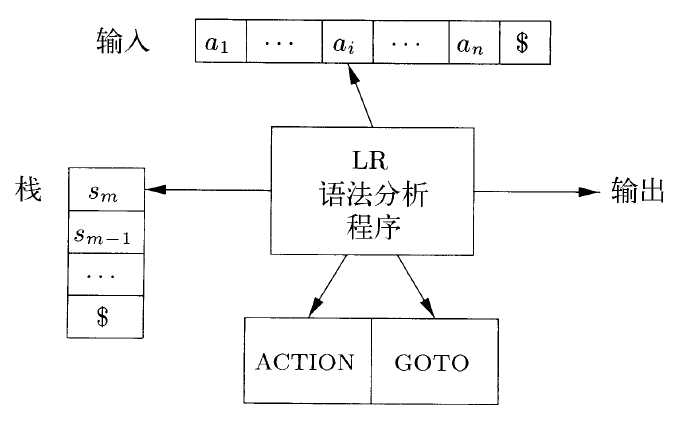 输入 a₁ ··· aᵢ ··· aₙ $
LR
语法分析
程序
栈
sₘ
sₘ₋₁
···
$
输出
ACTION GOTO